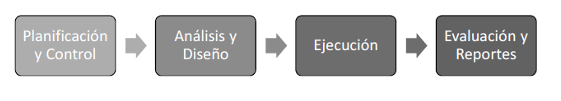 Planificación
y Control
Análisis y
Diseño
Ejecución
Evaluación y
Reportes